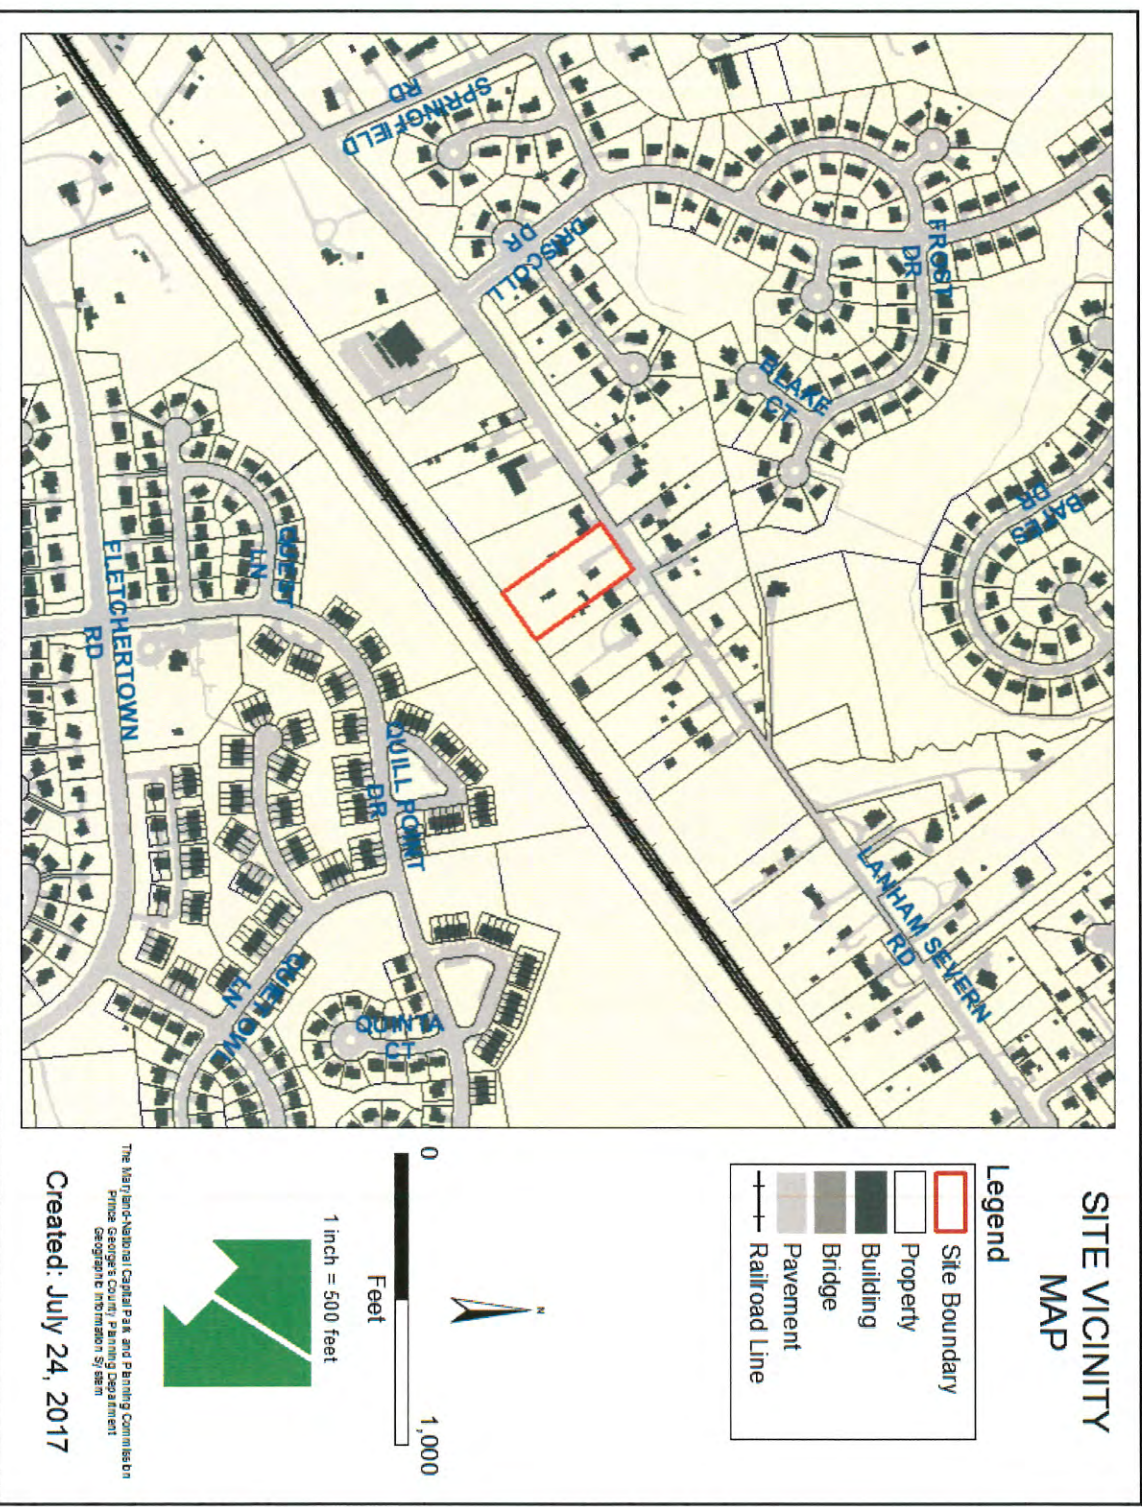 SITE VICINITY
MAP
Legend
Site Boundary
Property
Building
Bridge
Pavement
Railroad Line
N
0
1,000
Feet
1 inch = 500 feet
The Maryland-National Capital Park and Planning Commission
Prince George's County Planning Department
Geographic Information System
Created: July 24, 2017
BATES
DR
FROST
DR
BLAKE
CT
LANHAM SEVERN
RD
DRISCOLL
DR
SPRINGFIELD
RD
QUILL POINT
DR
QUINTA
CT
LN
LN
FLETCHERTOWN
RD